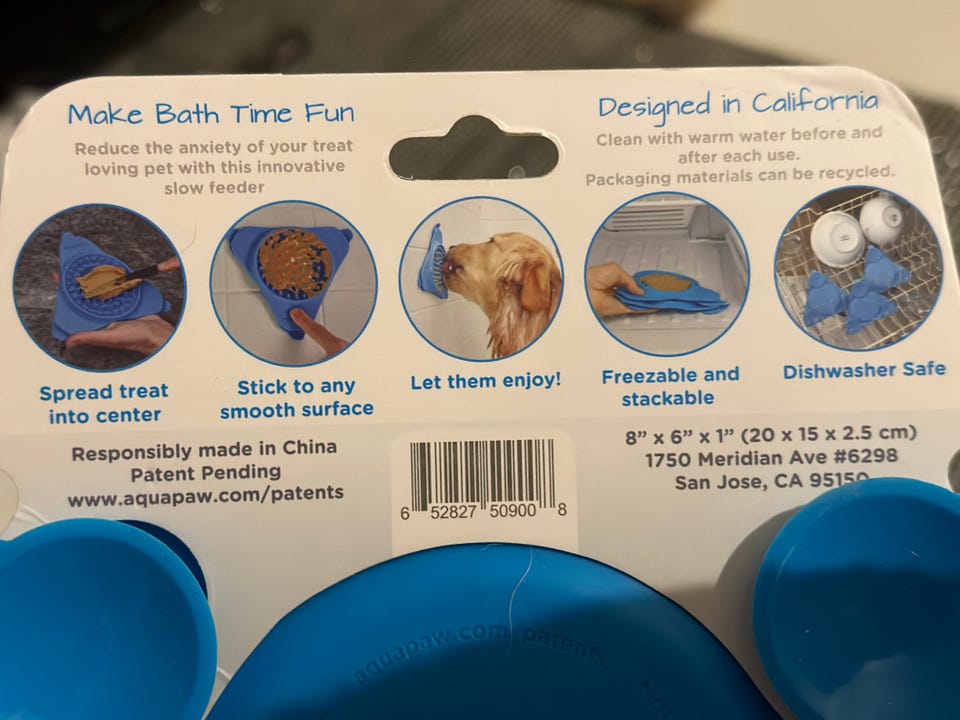 Make Bath Time Fun
Reduce the anxiety of your treat
loving pet with this innovative
slow feeder
Designed in California
Clean with warm water before and
after each use.
Packaging materials can be recycled.
Spread treat
into center
Stick to any
smooth surface
Let them enjoy!
Freezable and
stackable
Dishwasher Safe
Responsibly made in China
Patent Pending
www.aquapaw.com/patents
6 52827 50900 8
8” x 6” x 1” (20 x 15 x 2.5 cm)
1750 Meridian Ave #6298
San Jose, CA 95150
aquapaw.com patents